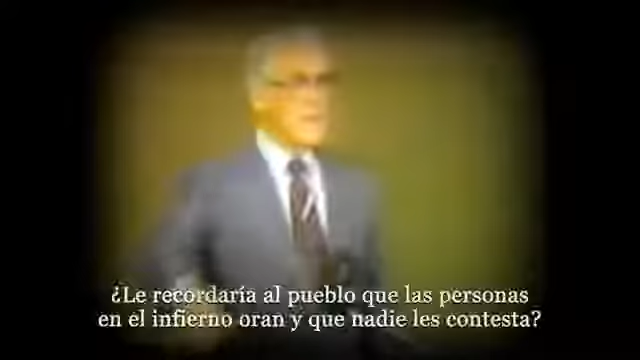 ¿Le recordaría al pueblo que las personas
en el infierno oran y que nadie les contesta?